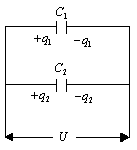 C₁
+q₁ −q₁
C₂
+q₂ −q₂
U